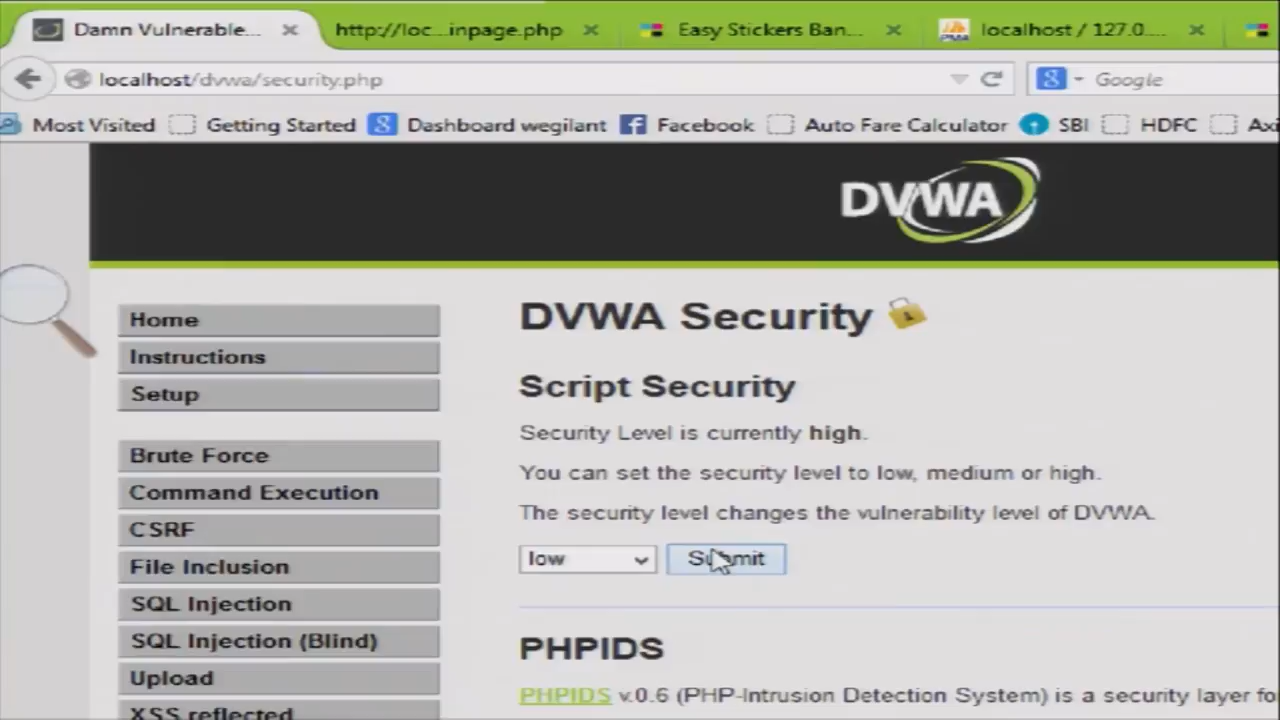 Damn Vulnerable...
http://loc...inpage.php
Easy Stickers Ban...
localhost / 127.0....
localhost/dvwa/security.php
Google
Most Visited
Getting Started
Dashboard wegilant
Facebook
Auto Fare Calculator
SBI
HDFC
DVWA
Home
Instructions
Setup
Brute Force
Command Execution
CSRF
File Inclusion
SQL Injection
SQL Injection (Blind)
Upload
XSS reflected
DVWA Security
Script Security
Security Level is currently high.
You can set the security level to low, medium or high.
The security level changes the vulnerability level of DVWA.
low
Submit
PHPIDS
PHPIDS v.0.6 (PHP-Intrusion Detection System) is a security layer fo